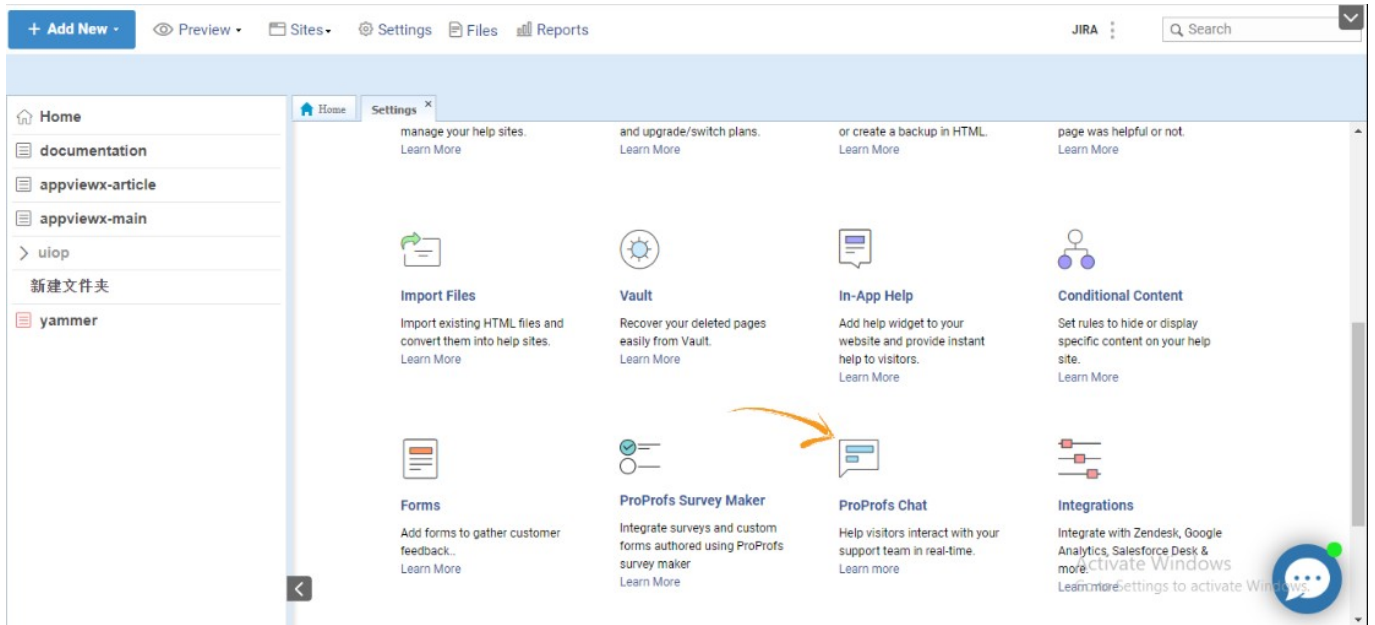 + Add New
Preview
Sites
Settings
Files
Reports
JIRA
Search
Home
documentation
appviewx-article
appviewx-main
uiop
新建文件夹
yammer
Home
Settings ×
manage your help sites.
Learn More
and upgrade/switch plans.
Learn More
or create a backup in HTML.
Learn More
page was helpful or not.
Learn More
Import Files
Import existing HTML files and
convert them into help sites.
Learn More
Vault
Recover your deleted pages
easily from Vault.
Learn More
In-App Help
Add help widget to your
website and provide instant
help to visitors.
Learn More
Conditional Content
Set rules to hide or display
specific content on your help
site.
Learn More
Forms
Add forms to gather customer
feedback..
Learn More
ProProfs Survey Maker
Integrate surveys and custom
forms authored using ProProfs
survey maker
Learn More
ProProfs Chat
Help visitors interact with your
support team in real-time.
Learn more
Integrations
Integrate with Zendesk, Google
Analytics, Salesforce Desk &
more.
Learn more
Activate Windows
Go to Settings to activate Windows.